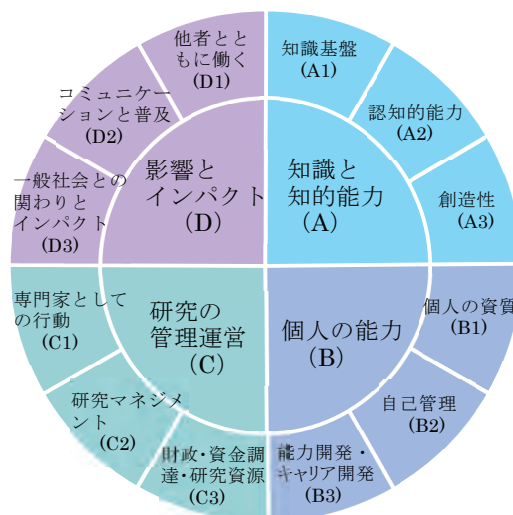 他者とと
もに働く
(D1)
知識基盤
(A1)
コミュニケー
ションと普及
(D2)
認知的能力
(A2)
一般社会との
関わりと
インパクト
(D3)
影響と
インパクト
(D)
知識と
知的能力
(A)
創造性
(A3)
専門家として
の行動
(C1)
研究の
管理運営
(C)
個人の能力
(B)
個人の資質
(B1)
研究マネジメ
ント
(C2)
自己管理
(B2)
財政・資金調
達・研究資源
(C3)
能力開発・
キャリア開発
(B3)